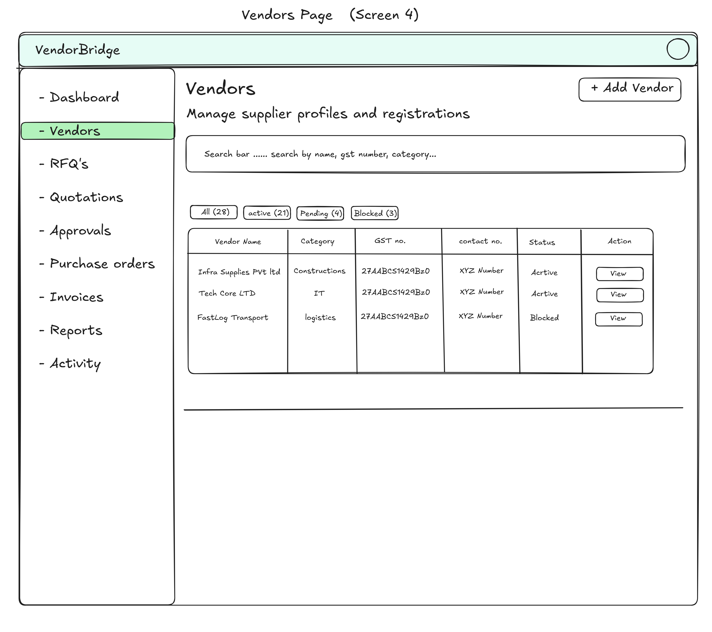 Vendors Page (Screen 4)
VendorBridge
- Dashboard
- Vendors
- RFQ's
- Quotations
- Approvals
- Purchase orders
- Invoices
- Reports
- Activity
Vendors
+ Add Vendor
Manage supplier profiles and registrations
Search bar ...... search by name, gst number, category...
All (28) active (21) Pending (4) Blocked (3)
Vendor Name Category GST no. contact no. Status Action
Infra Supplies PVt ltd Constructions 27AABCS1429Bz0 XYZ Number Acrtive View
Tech Core LTD IT 27AABCS1429Bz0 XYZ Number Acrtive View
FastLog Transport logistics 27AABCS1429Bz0 XYZ Number Blocked View